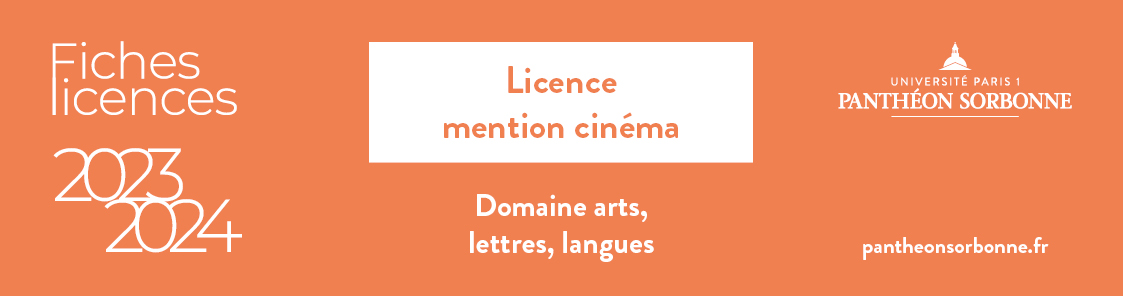 Fiches
licences
2023
2024
Licence
mention cinéma
Domaine arts,
lettres, langues
UNIVERSITÉ PARIS 1
PANTHÉON SORBONNE
pantheonsorbonne.fr